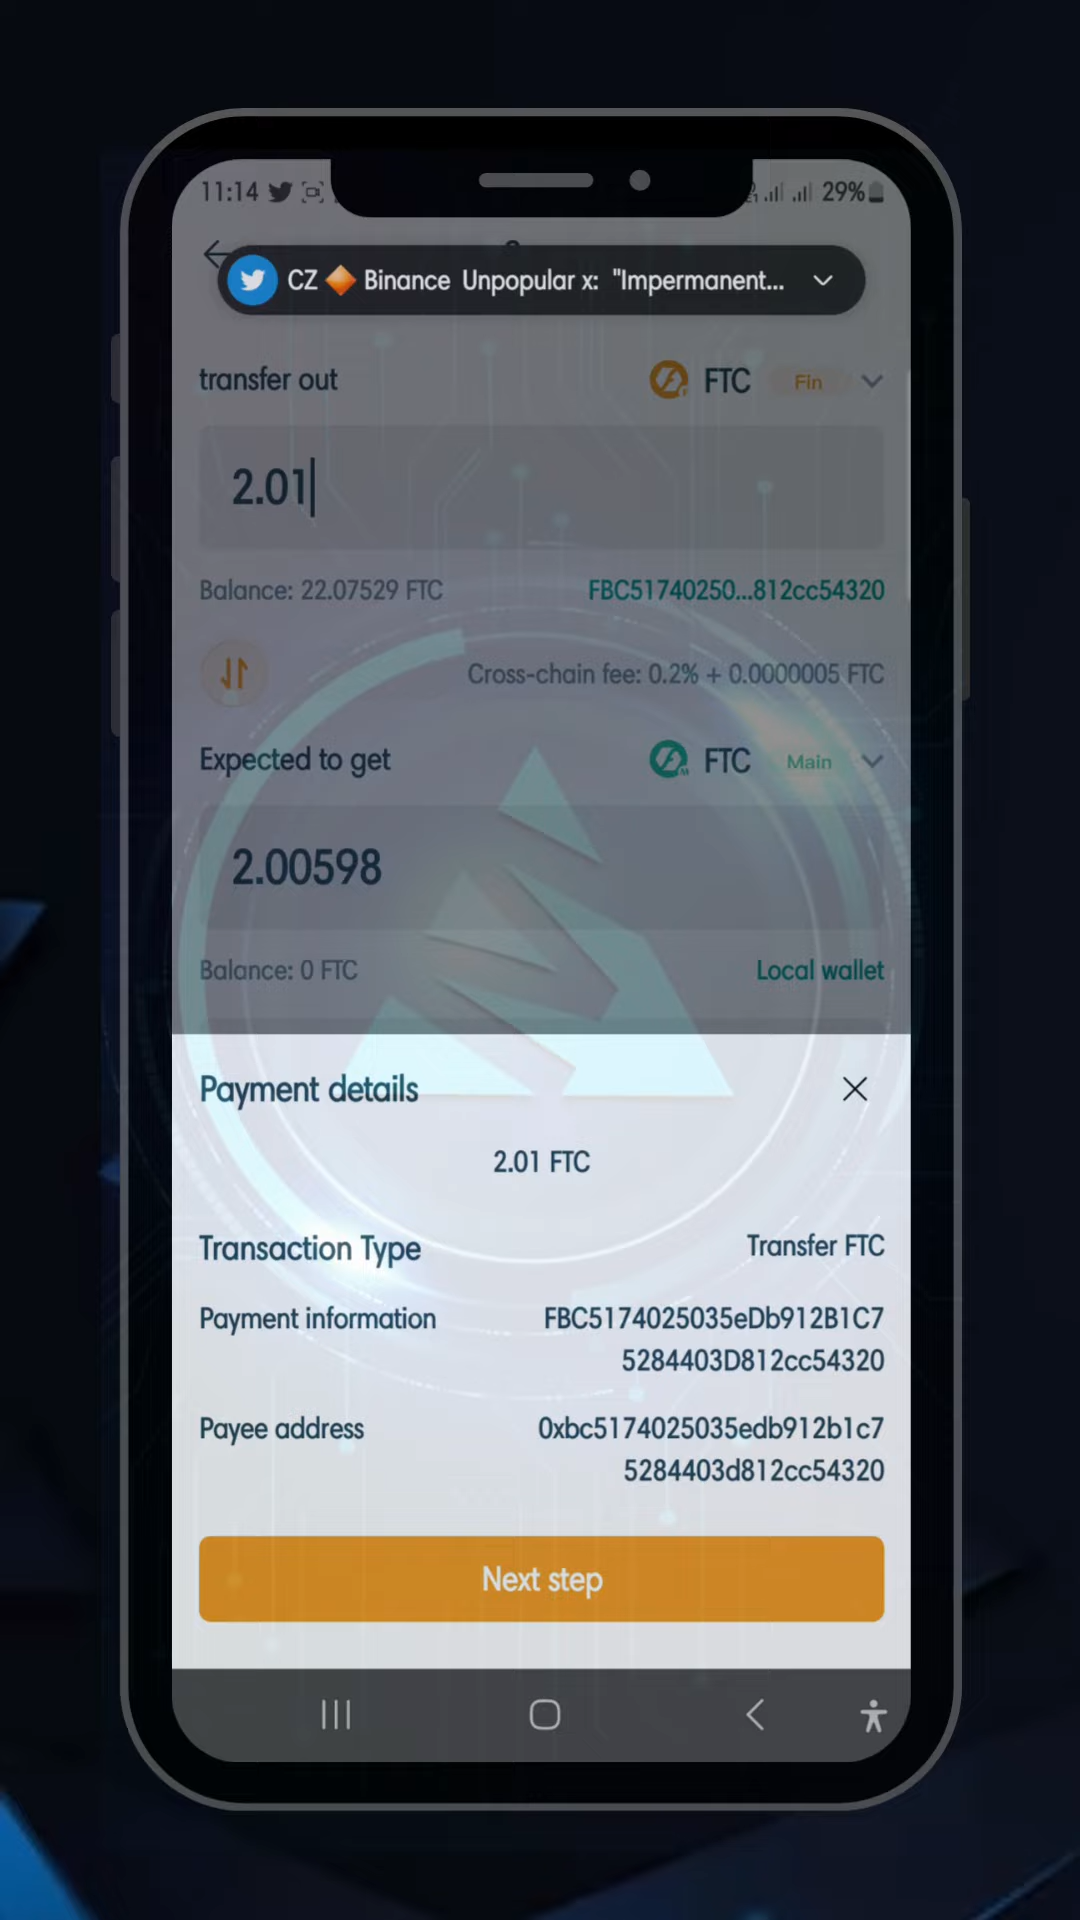 11:14 29%
CZ 🔶 Binance Unpopular x: "Impermanent...
transfer out FTC Fin
2.01
Balance: 22.07529 FTC FBC51740250...812cc54320
Cross-chain fee: 0.2% + 0.0000005 FTC
Expected to get FTC Main
2.00598
Balance: 0 FTC Local wallet
Payment details
2.01 FTC
Transaction Type Transfer FTC
Payment information FBC5174025035eDb912B1C7
5284403D812cc54320
Payee address 0xbc5174025035edb912b1c7
5284403d812cc54320
Next step